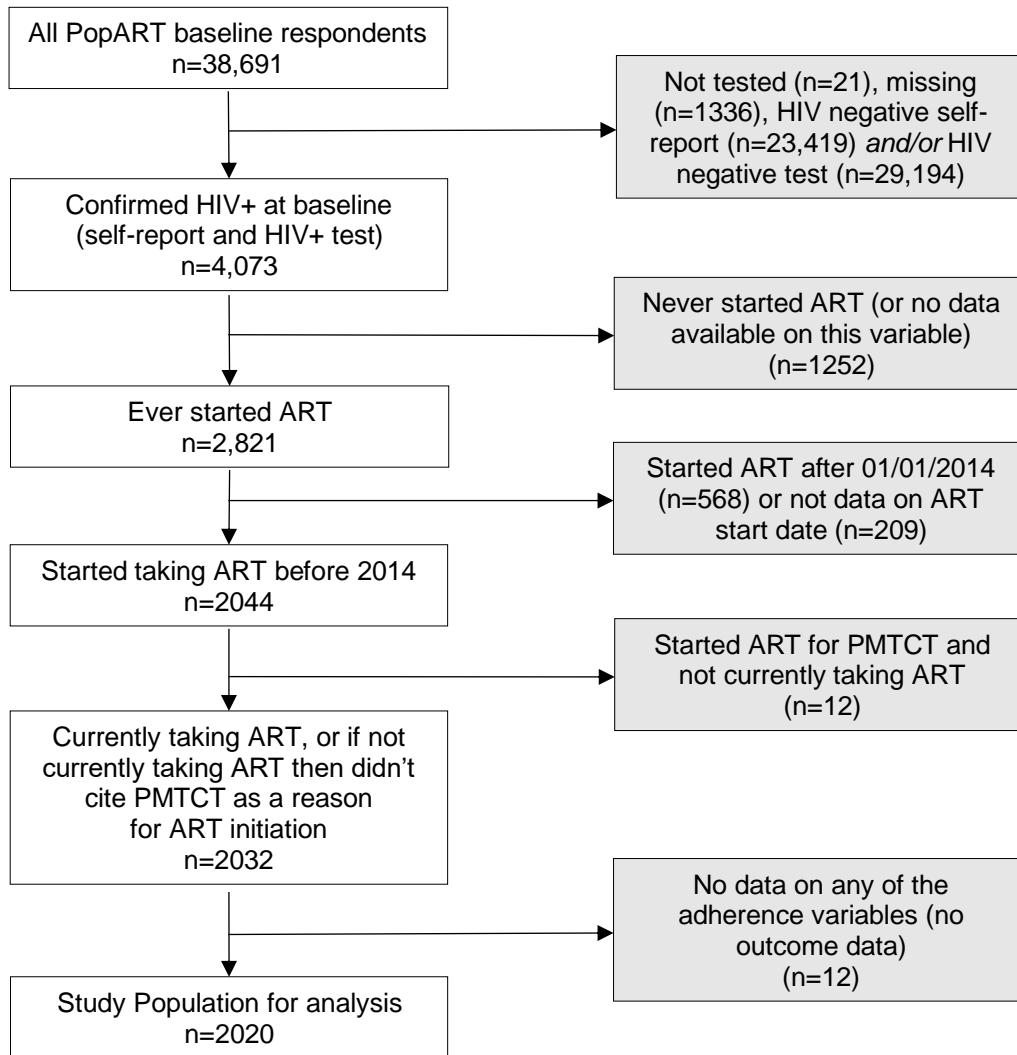 All PopART baseline respondents
n=38,691
Not tested (n=21), missing
(n=1336), HIV negative self-
report (n=23,419) and/or HIV
negative test (n=29,194)
Confirmed HIV+ at baseline
(self-report and HIV+ test)
n=4,073
Never started ART (or no data
available on this variable)
(n=1252)
Ever started ART
n=2,821
Started ART after 01/01/2014
(n=568) or not data on ART
start date (n=209)
Started taking ART before 2014
n=2044
Started ART for PMTCT and
not currently taking ART
(n=12)
Currently taking ART, or if not
currently taking ART then didn’t
cite PMTCT as a reason
for ART initiation
n=2032
No data on any of the
adherence variables (no
outcome data)
(n=12)
Study Population for analysis
n=2020